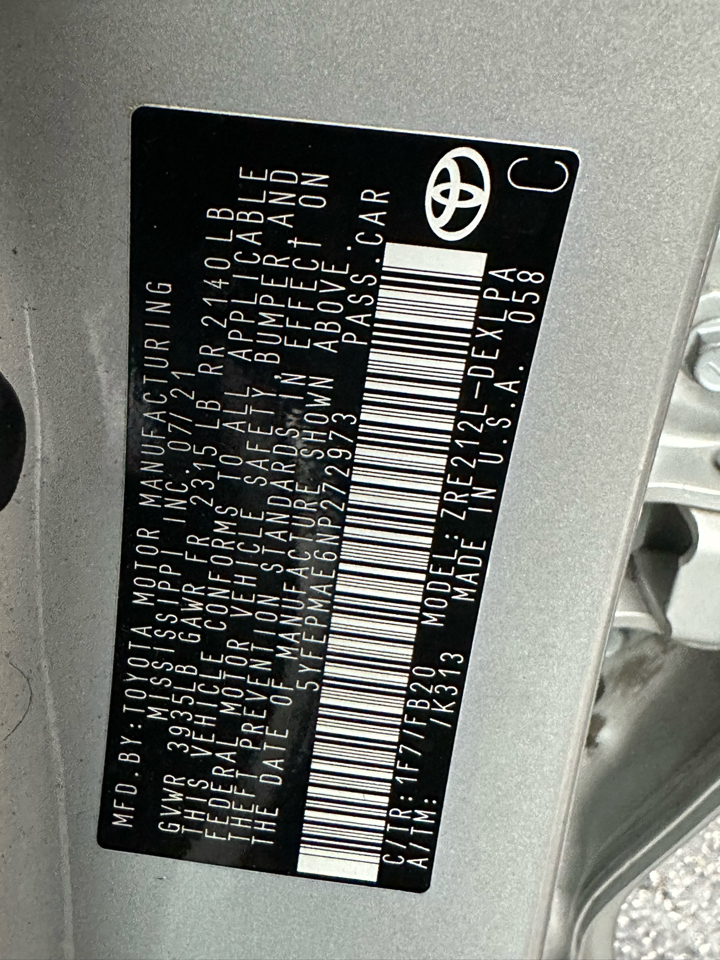 MFD.BY:TOYOTA MOTOR MANUFACTURING
MISSISSIPPI INC. 07/21
GVWR 3935LB GAWR FR 2315 LB RR 2140 LB
THIS VEHICLE CONFORMS TO ALL APPLICABLE
FEDERAL MOTOR VEHICLE SAFETY, BUMPER, AND
THEFT PREVENTION STANDARDS IN EFFECT ON
THE DATE OF MANUFACTURE SHOWN ABOVE.
5YFEPMAE6NP272973 PASS.CAR
C/TR: 1F7/FB20 MODEL: ZRE212L-DEXLPA
A/TM: /K313 MADE IN U.S.A. 058
C